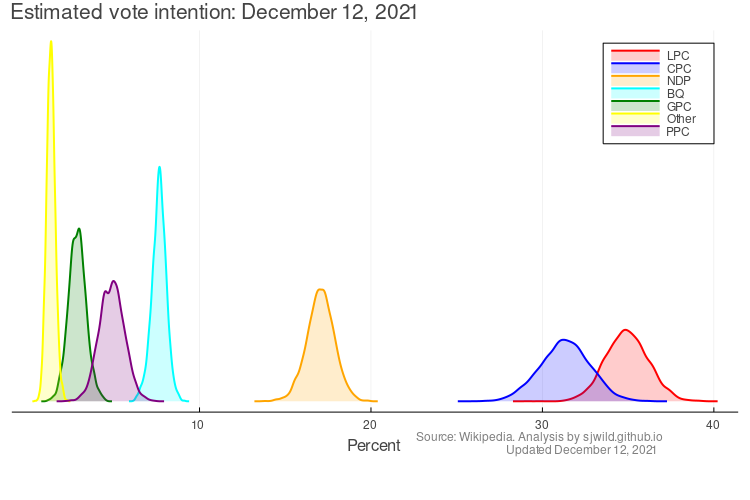 Estimated vote intention: December 12, 2021
LPC
CPC
NDP
BQ
GPC
Other
PPC
10
20
30
40
Percent
Source: Wikipedia. Analysis by sjwild.github.io
Updated December 12, 2021